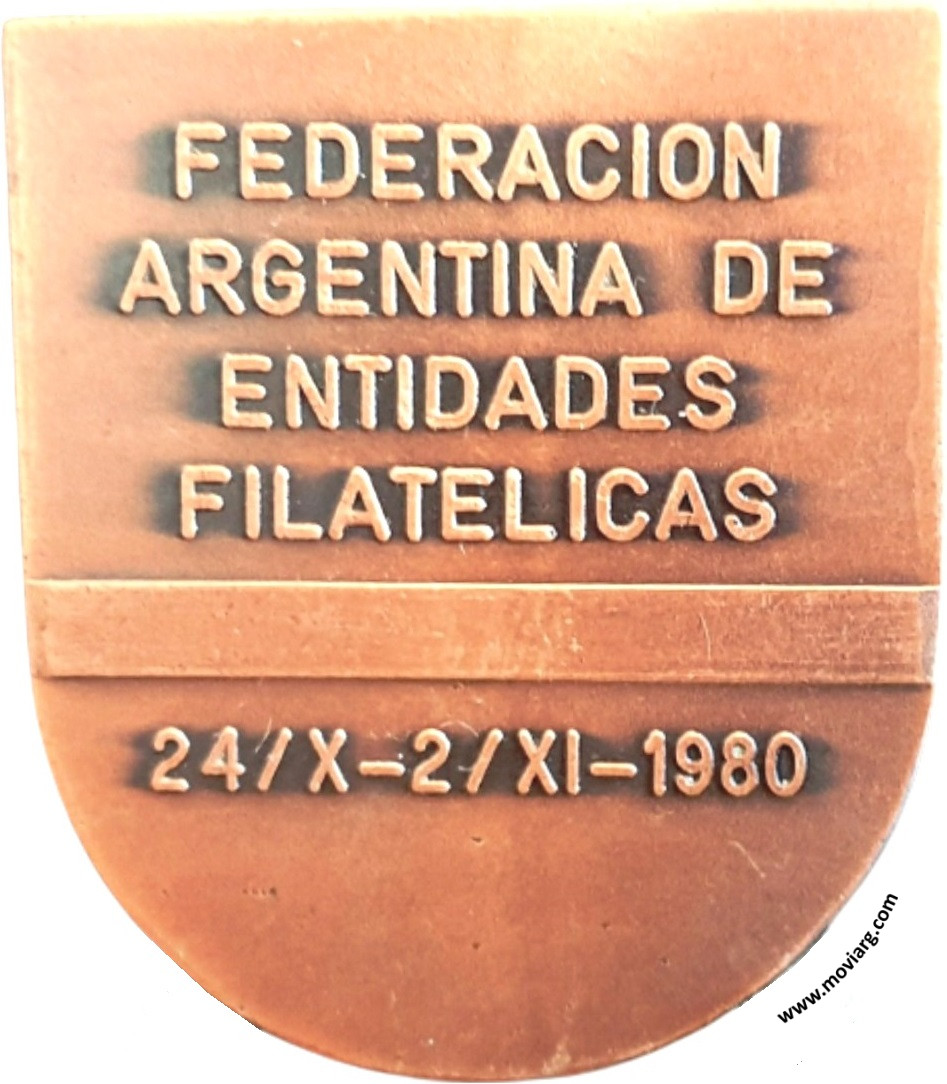 FEDERACION
ARGENTINA DE
ENTIDADES
FILATELICAS
24/X-2/XI-1980
www.moviarg.com